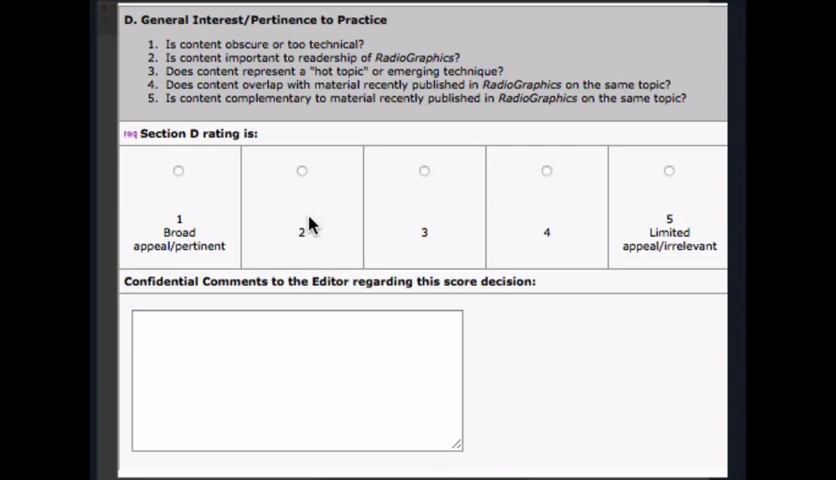 D. General Interest/Pertinence to Practice
1. Is content obscure or too technical?
2. Is content important to readership of RadioGraphics?
3. Does content represent a "hot topic" or emerging technique?
4. Does content overlap with material recently published in RadioGraphics on the same topic?
5. Is content complementary to material recently published in RadioGraphics on the same topic?
req Section D rating is:
1
Broad
appeal/pertinent
2
3
4
5
Limited
appeal/irrelevant
Confidential Comments to the Editor regarding this score decision: